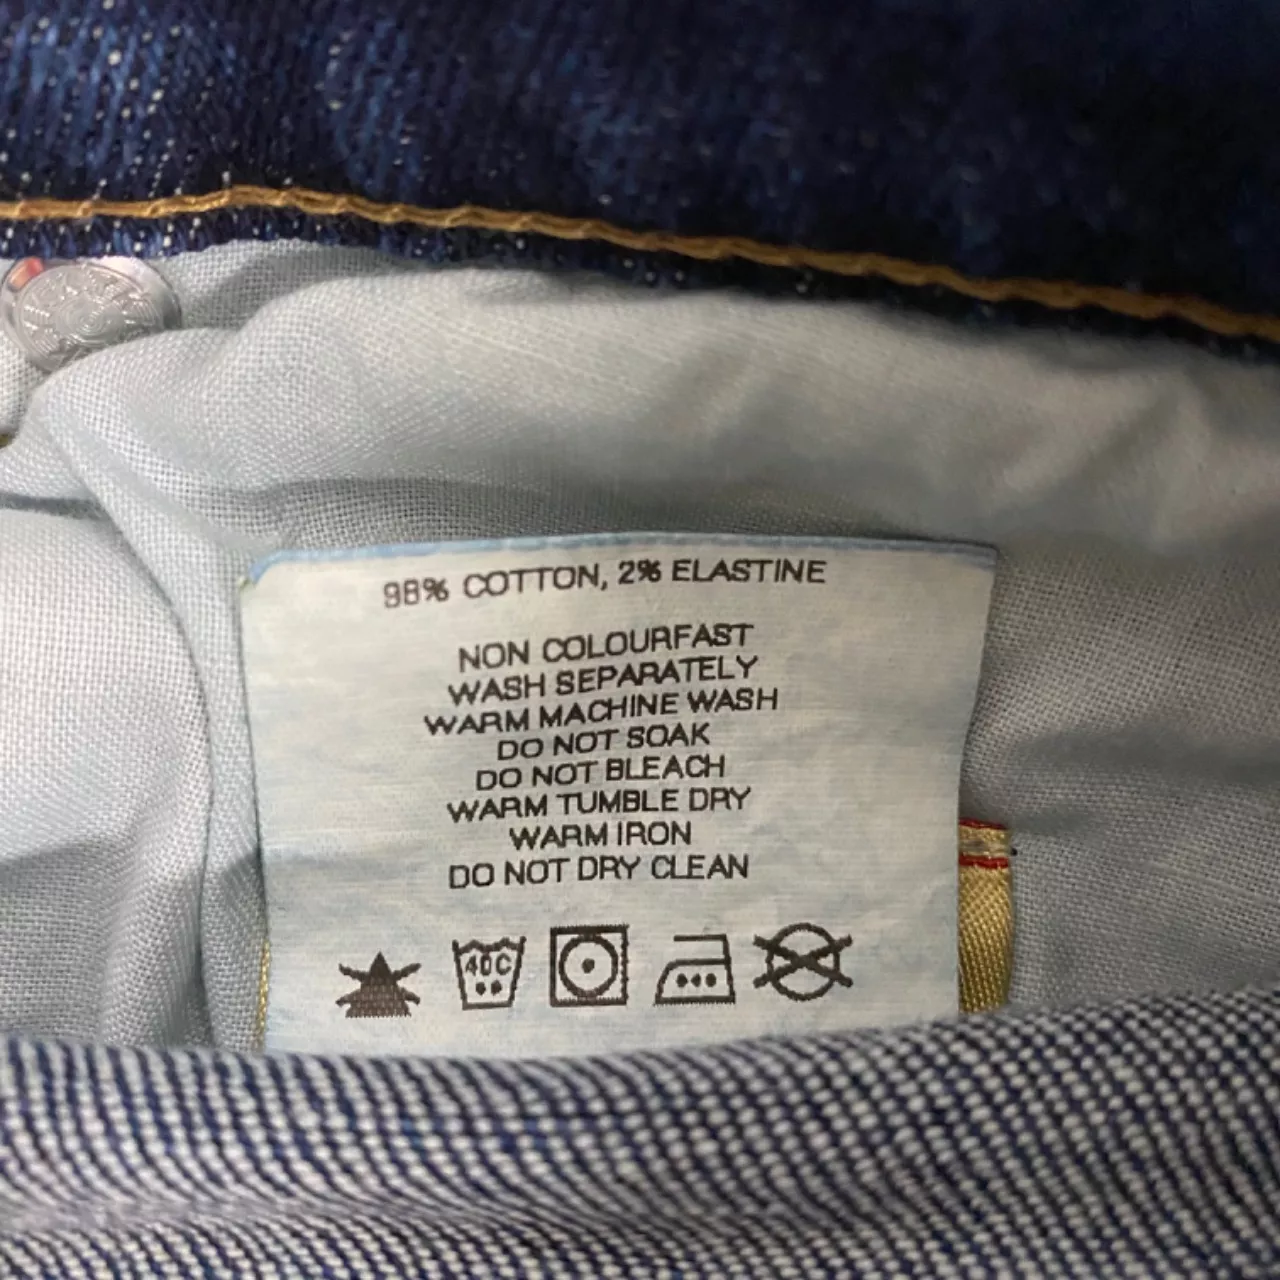 98% COTTON, 2% ELASTINE
NON COLOURFAST
WASH SEPARATELY
WARM MACHINE WASH
DO NOT SOAK
DO NOT BLEACH
WARM TUMBLE DRY
WARM IRON
DO NOT DRY CLEAN
40C